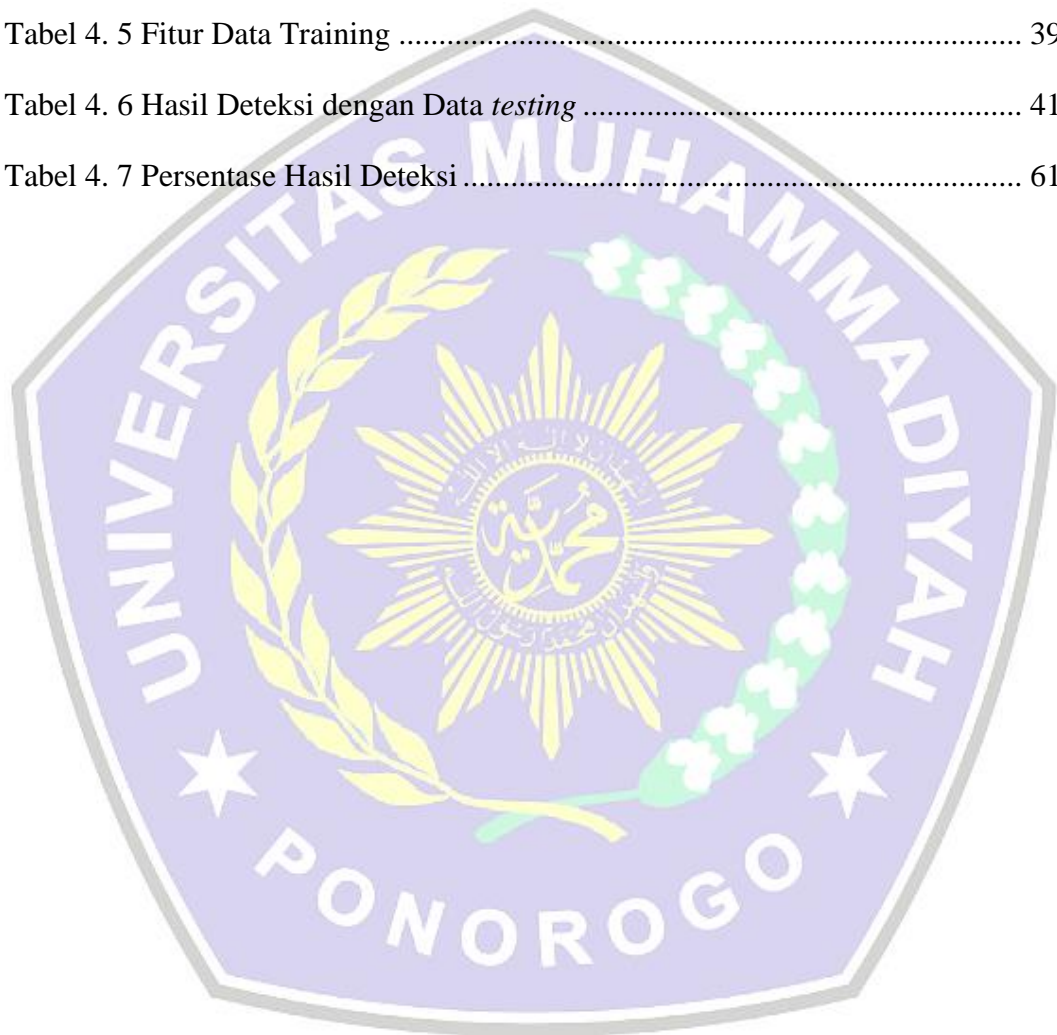 Tabel 4. 5 Fitur Data Training ............................................................................. 39
Tabel 4. 6 Hasil Deteksi dengan Data testing ...................................................... 41
Tabel 4. 7 Persentase Hasil Deteksi ..................................................................... 61
UNIVERSITAS MUHAMMADIYAH
PONOROGO
محمدية